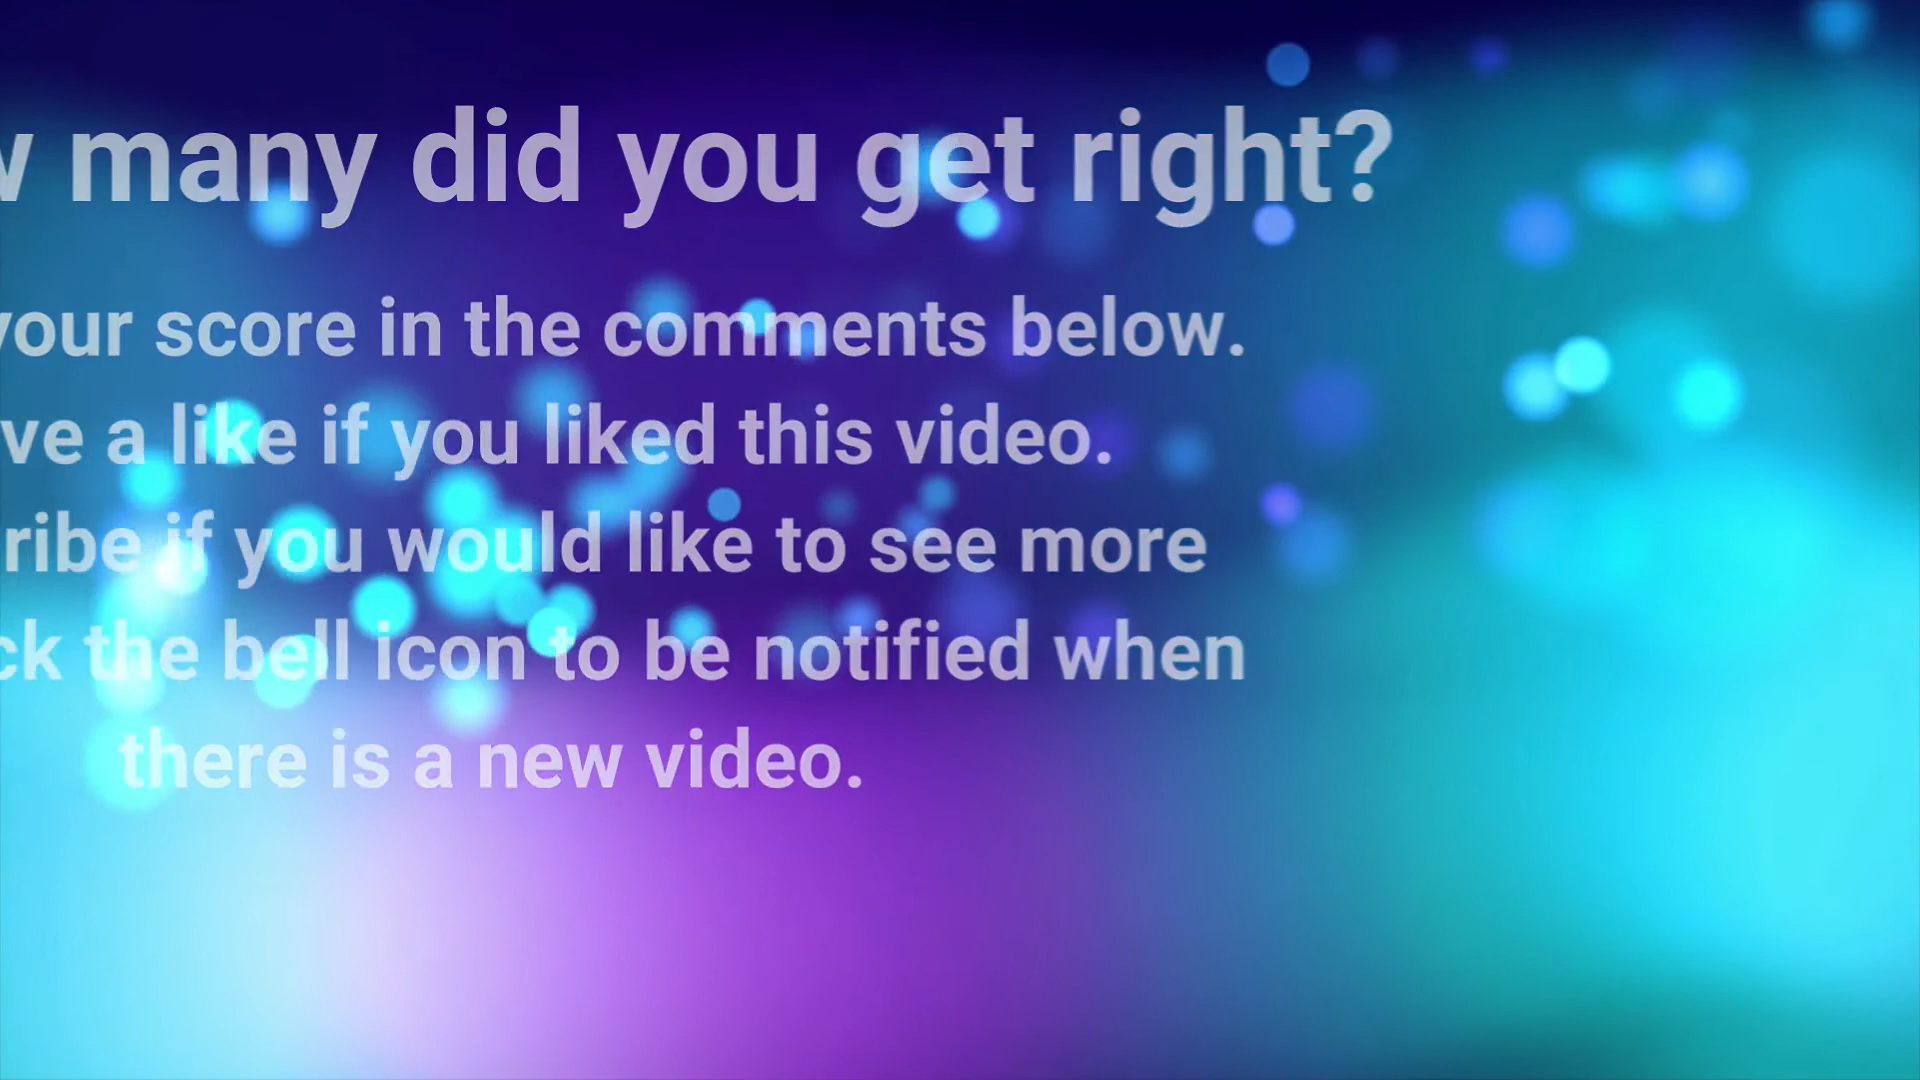 many did you get right?
your score in the comments below.
ve a like if you liked this video.
ribe if you would like to see more
ck the bell icon to be notified when
there is a new video.